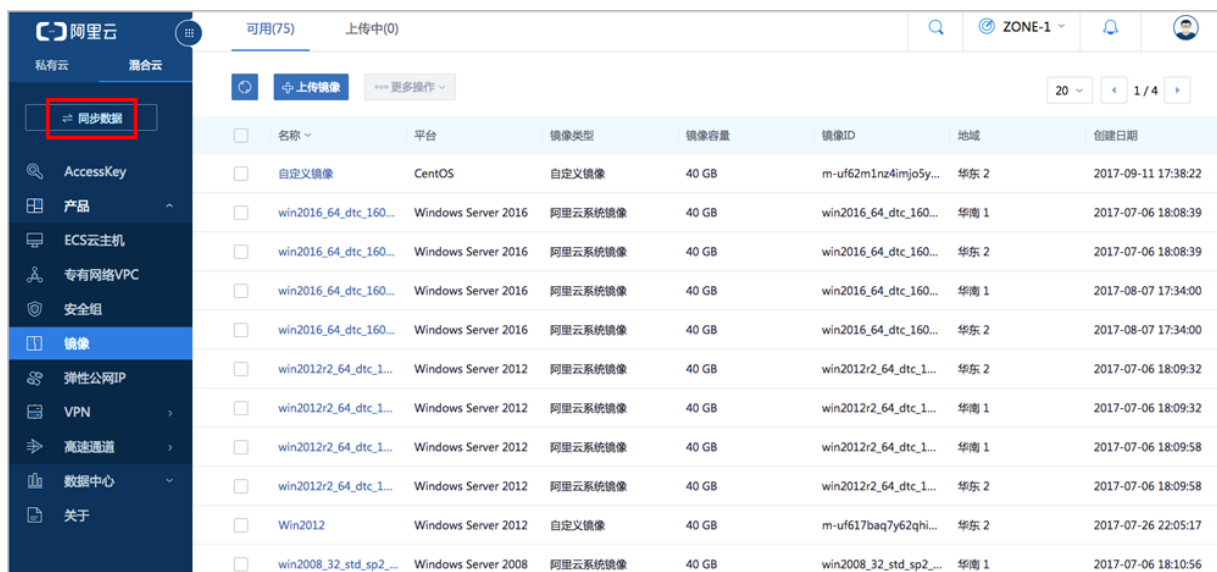 阿里云
可用(75) 上传中(0) ZONE-1
私有云 混合云
上传镜像 更多操作 20 1 / 4
同步数据
名称 平台 镜像类型 镜像容量 镜像ID 地域 创建日期
AccessKey 自定义镜像 CentOS 自定义镜像 40 GB m-uf62m1nz4imjo5y... 华东 2 2017-09-11 17:38:22
产品 win2016_64_dtc_160... Windows Server 2016 阿里云系统镜像 40 GB win2016_64_dtc_160... 华南 1 2017-07-06 18:08:39
ECS云主机 win2016_64_dtc_160... Windows Server 2016 阿里云系统镜像 40 GB win2016_64_dtc_160... 华东 2 2017-07-06 18:08:39
专有网络VPC win2016_64_dtc_160... Windows Server 2016 阿里云系统镜像 40 GB win2016_64_dtc_160... 华南 1 2017-08-07 17:34:00
安全组 win2016_64_dtc_160... Windows Server 2016 阿里云系统镜像 40 GB win2016_64_dtc_160... 华东 2 2017-08-07 17:34:00
镜像 win2012r2_64_dtc_1... Windows Server 2012 阿里云系统镜像 40 GB win2012r2_64_dtc_1... 华东 2 2017-07-06 18:09:32
弹性公网IP win2012r2_64_dtc_1... Windows Server 2012 阿里云系统镜像 40 GB win2012r2_64_dtc_1... 华南 1 2017-07-06 18:09:32
VPN win2012r2_64_dtc_1... Windows Server 2012 阿里云系统镜像 40 GB win2012r2_64_dtc_1... 华南 1 2017-07-06 18:09:58
高速通道 win2012r2_64_dtc_1... Windows Server 2012 阿里云系统镜像 40 GB win2012r2_64_dtc_1... 华东 2 2017-07-06 18:09:58
数据中心 Win2012 Windows Server 2012 自定义镜像 40 GB m-uf617baq7y62qhi... 华东 2 2017-07-26 22:05:17
关于 win2008_32_std_sp2_... Windows Server 2008 阿里云系统镜像 40 GB win2008_32_std_sp2_... 华南 1 2017-07-06 18:10:56